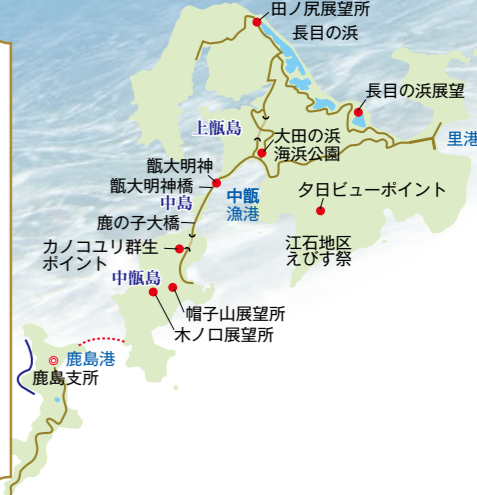 田ノ尻展望所
長目の浜
長目の浜展望
上甑島
大田の浜
海浜公園
里港
甑大明神
甑大明神橋
中島
中甑
漁港
夕日ビューポイント
鹿の子大橋
カノコユリ群生
ポイント
江石地区
えびす祭
中甑島
帽子山展望所
木ノ口展望所
鹿島港
鹿島支所